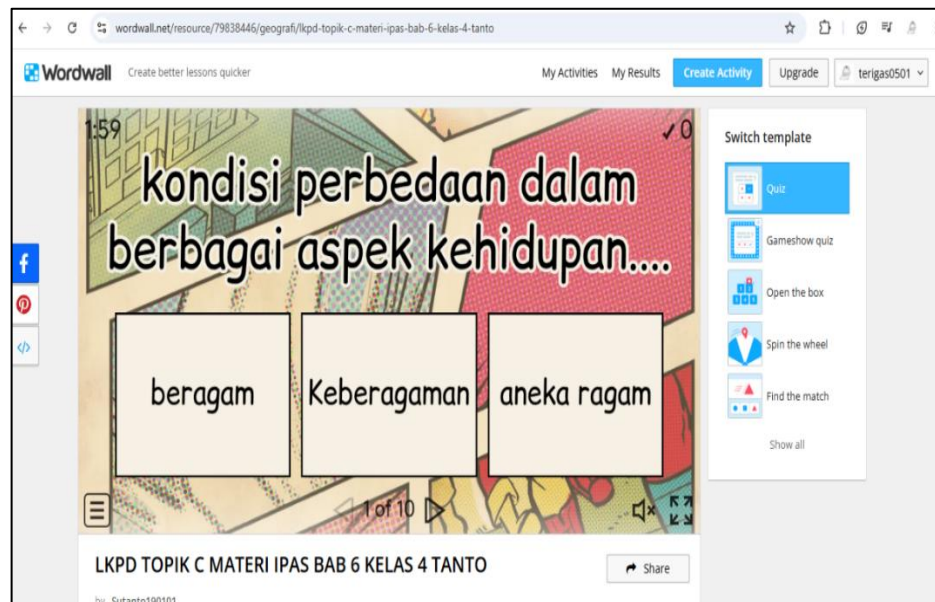 wordwall.net/resource/79838446/geografi/lkpd-topik-c-materi-ipas-bab-6-kelas-4-tanto
Wordwall Create better lessons quicker My Activities My Results Create Activity Upgrade terigas0501
1:59 ✓ 0
kondisi perbedaan dalam
berbagai aspek kehidupan....
beragam Keberagaman aneka ragam
1 of 10
Switch template
Quiz
Gameshow quiz
Open the box
Spin the wheel
Find the match
Show all
LKPD TOPIK C MATERI IPAS BAB 6 KELAS 4 TANTO
Share
by Sutanto190101